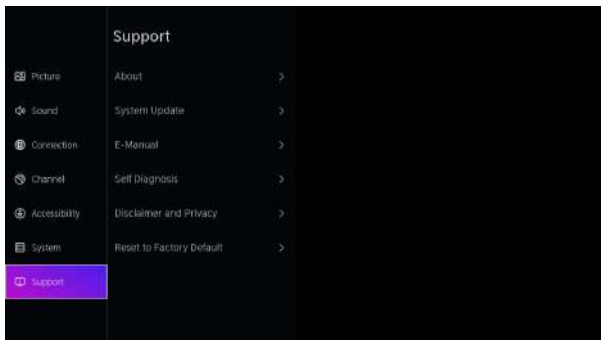 Support
Picture
Sound
Connection
Channel
Accessibility
System
Support
About
System Update
E-Manual
Self Diagnosis
Disclaimer and Privacy
Reset to Factory Default